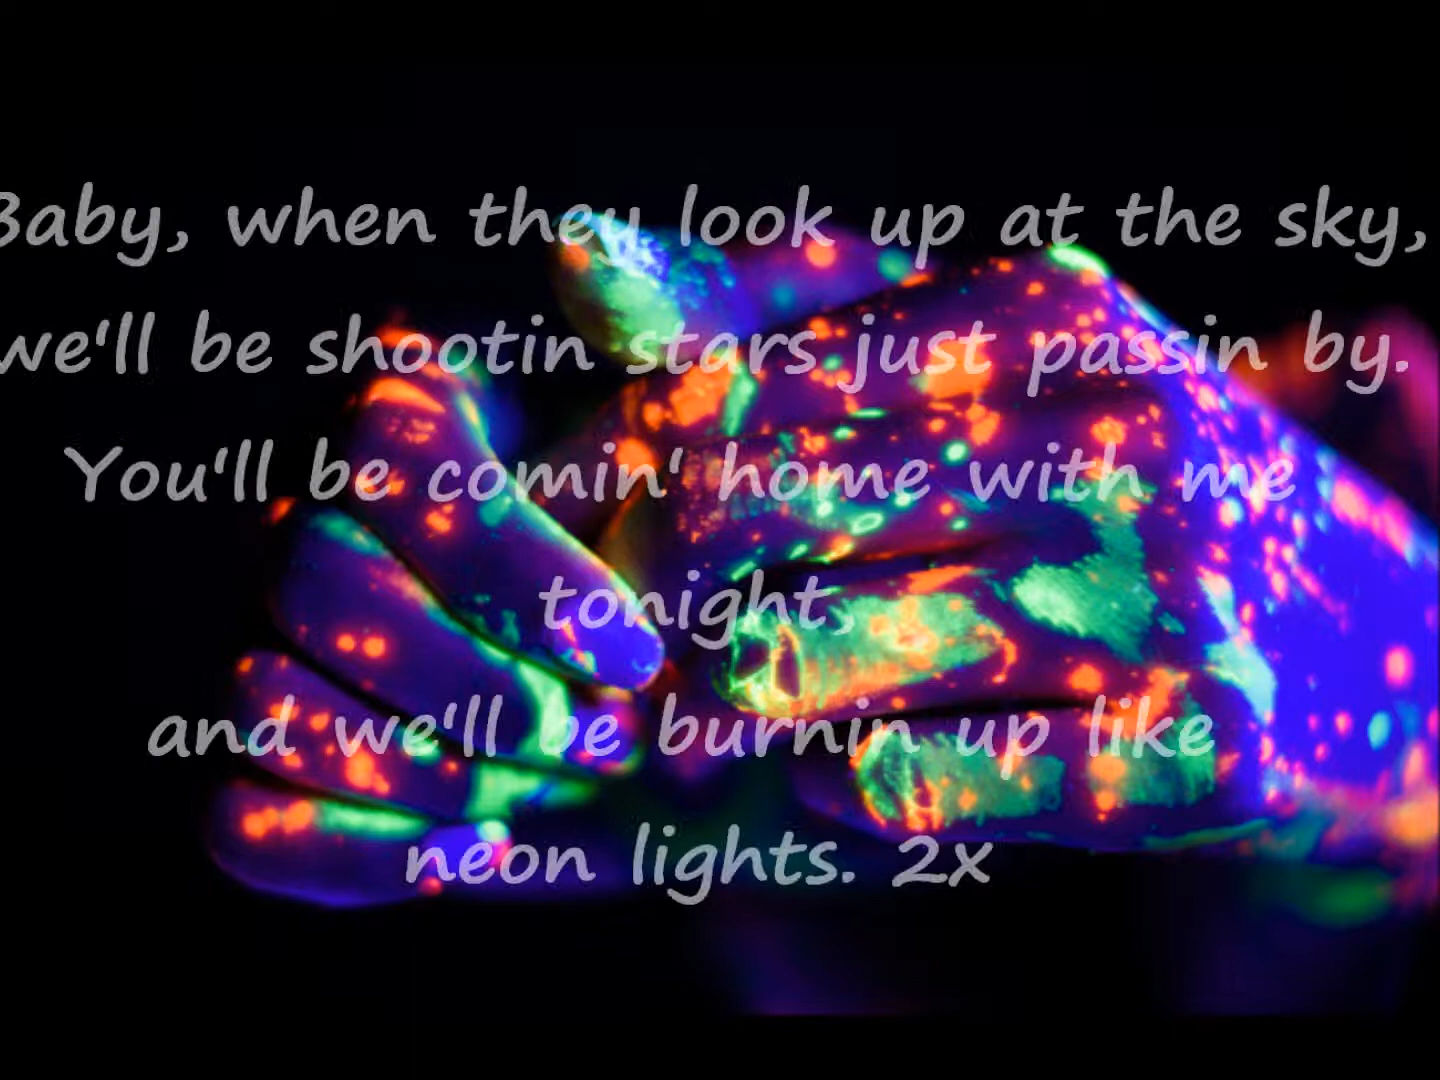 Baby, when they look up at the sky,
we'll be shootin stars just passin by.
You'll be comin' home with me
tonight,
and we'll be burnin up like
neon lights. 2x